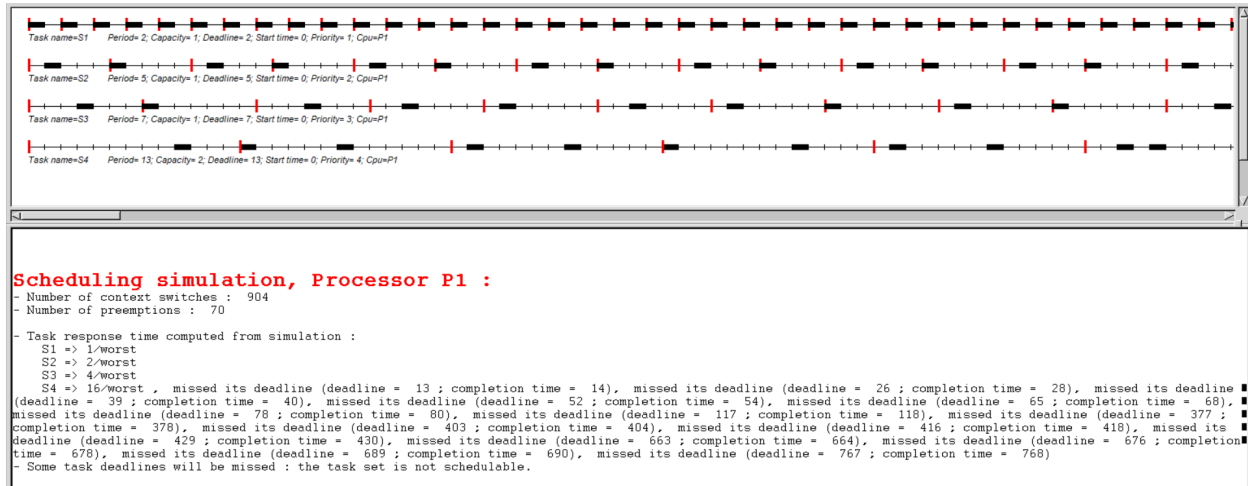 Task name=S1 Period= 2; Capacity= 1; Deadline= 2; Start time= 0; Priority= 1; Cpu=P1
Task name=S2 Period= 5; Capacity= 1; Deadline= 5; Start time= 0; Priority= 2; Cpu=P1
Task name=S3 Period= 7; Capacity= 1; Deadline= 7; Start time= 0; Priority= 3; Cpu=P1
Task name=S4 Period= 13; Capacity= 2; Deadline= 13; Start time= 0; Priority= 4; Cpu=P1
Scheduling simulation, Processor P1 :
- Number of context switches :  904
- Number of preemptions :  70
- Task response time computed from simulation :
S1 => 1/worst
S2 => 2/worst
S3 => 4/worst
S4 => 16/worst ,  missed its deadline (deadline =  13 ; completion time =  14),  missed its deadline (deadline =  26 ; completion time =  28),  missed its deadline
(deadline =  39 ; completion time =  40),  missed its deadline (deadline =  52 ; completion time =  54),  missed its deadline (deadline =  65 ; completion time =  68),
missed its deadline (deadline =  78 ; completion time =  80),  missed its deadline (deadline =  117 ; completion time =  118),  missed its deadline (deadline =  377 ;
completion time =  378),  missed its deadline (deadline =  403 ; completion time =  404),  missed its deadline (deadline =  416 ; completion time =  418),  missed its
deadline (deadline =  429 ; completion time =  430),  missed its deadline (deadline =  663 ; completion time =  664),  missed its deadline (deadline =  676 ; completion
time =  678),  missed its deadline (deadline =  689 ; completion time =  690),  missed its deadline (deadline =  767 ; completion time =  768)
- Some task deadlines will be missed : the task set is not schedulable.